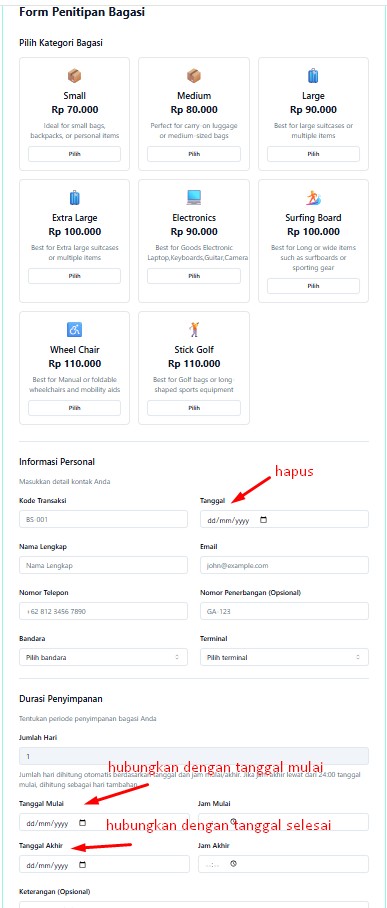 Form Penitipan Bagasi
Pilih Kategori Bagasi
Small
Rp 70.000
Ideal for small bags,
backpacks, or personal items
Pilih
Medium
Rp 80.000
Perfect for carry-on luggage
or medium-sized bags
Pilih
Large
Rp 90.000
Best for large suitcases or
multiple items
Pilih
Extra Large
Rp 100.000
Best for Extra large suitcases
or multiple items
Pilih
Electronics
Rp 90.000
Best for Goods Electronic
Laptop,Keyboards,Guitar,Camera
Pilih
Surfing Board
Rp 100.000
Best for Long or wide items
such as surfboards or
sporting gear
Pilih
Wheel Chair
Rp 110.000
Best for Manual or foldable
wheelchairs and mobility aids
Pilih
Stick Golf
Rp 110.000
Best for Golf bags or long
shaped sports equipment
Pilih
Informasi Personal
Masukkan detail kontak Anda
hapus
Kode Transaksi
BS-001
Tanggal
dd/mm/yyyy
Nama Lengkap
Nama Lengkap
Email
john@example.com
Nomor Telepon
+62 812 3456 7890
Nomor Penerbangan (Opsional)
GA-123
Bandara
Pilih bandara
Terminal
Pilih terminal
Durasi Penyimpanan
Tentukan periode penyimpanan bagasi Anda
Jumlah Hari
1
hubungkan dengan tanggal mulai
Jumlah hari dihitung otomatis berdasarkan tanggal dan jam mulai/akhir. Jika jam akhir lewat dari 24:00 tanggal
mulai, dihitung sebagai hari tambahan.
Tanggal Mulai
dd/mm/yyyy
Jam Mulai
hubungkan dengan tanggal selesai
Tanggal Akhir
dd/mm/yyyy
Jam Akhir
--:--
Keterangan (Opsional)